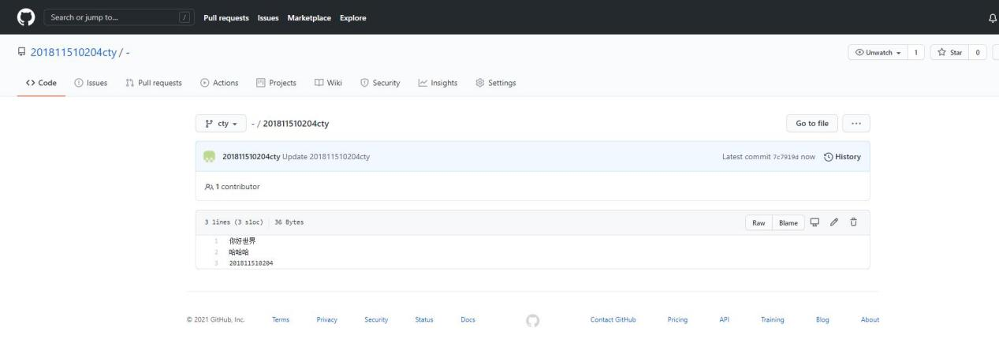 Search or jump to... /
Pull requests Issues Marketplace Explore
201811510204cty / -
Unwatch 1 Star 0
Code Issues Pull requests Actions Projects Wiki Security Insights Settings
cty - / 201811510204cty Go to file ...
201811510204cty Update 201811510204cty Latest commit 7c7919d now History
1 contributor
3 lines (3 sloc) 36 Bytes Raw Blame
1 你好世界
2 哈哈哈
3 201811510204
© 2021 GitHub, Inc. Terms Privacy Security Status Docs Contact GitHub Pricing API Training Blog About